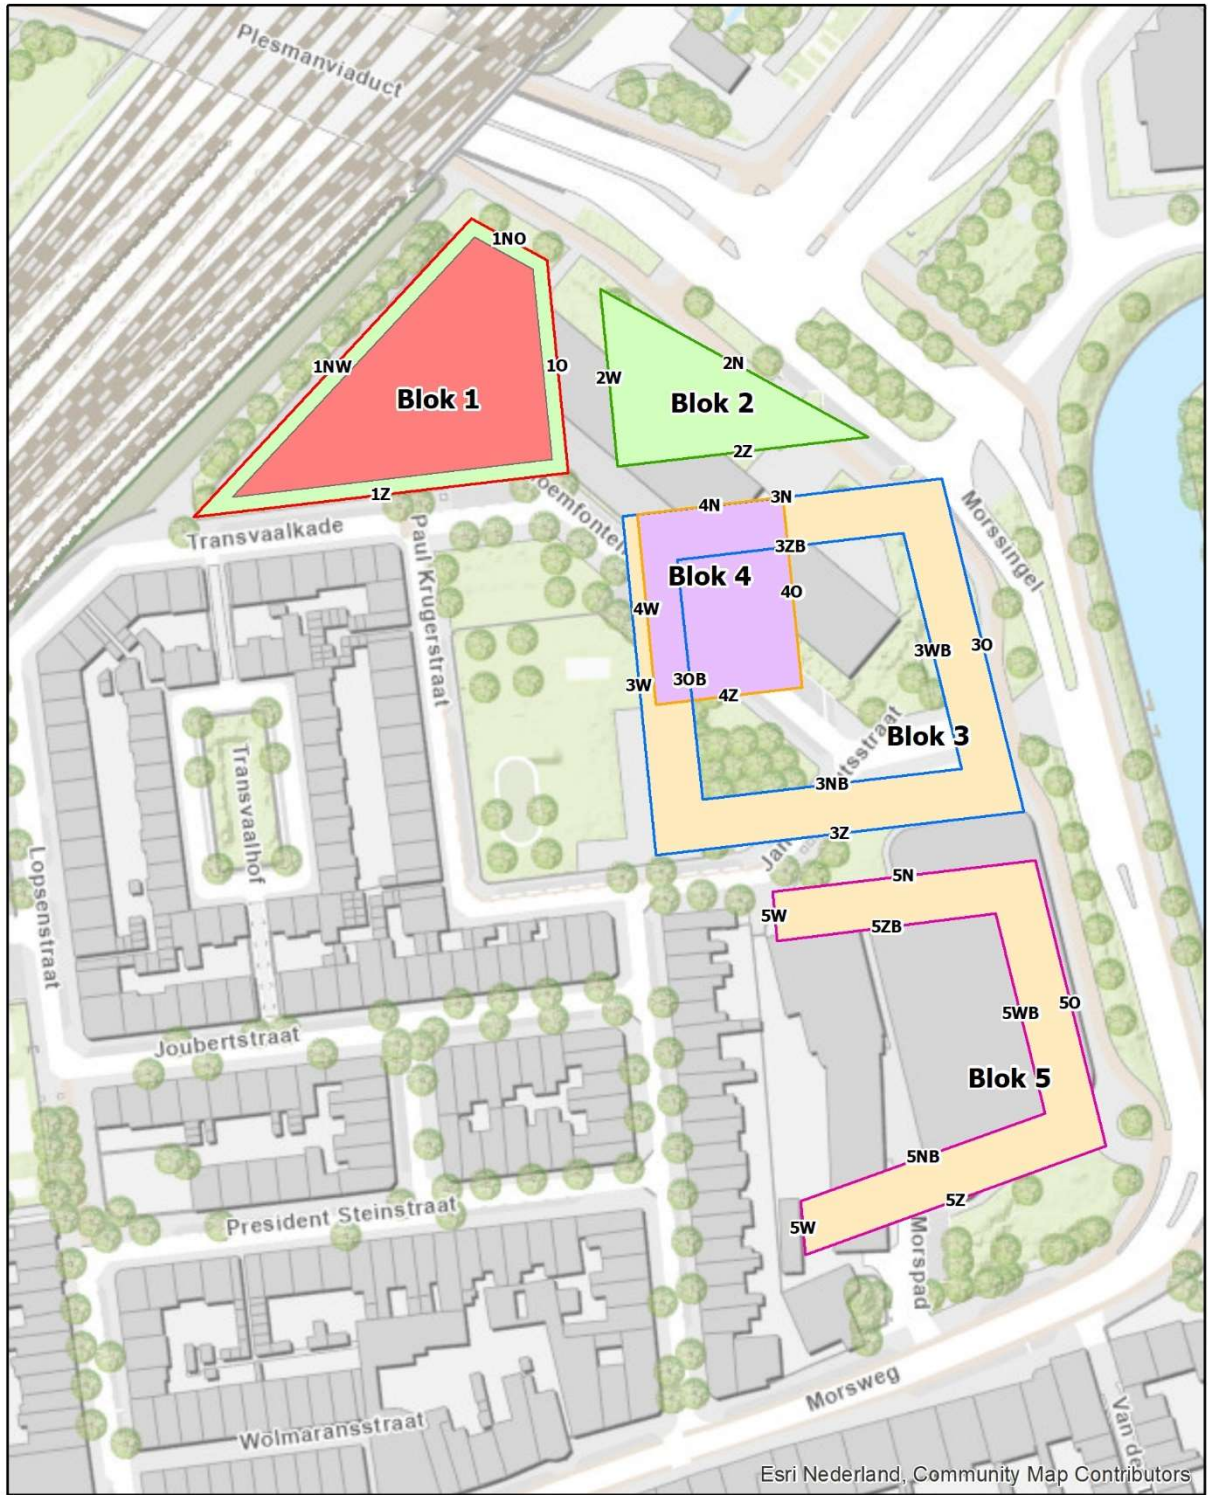 Plesmanviaduct
1NO
1NW
1O
Blok 1
1Z
2N
2W
Blok 2
2Z
Transvaalkade
Paul Krugerstraat
4N
3N
3ZB
Blok 4
4W
4O
3W
3OB
4Z
3WB
3O
Blok 3
3NB
3Z
Morssingel
Transvaalhof
Lopsenstraat
5N
5W
5ZB
5WB
5O
Blok 5
5NB
5Z
5W
Joubertstraat
President Steinstraat
Morspad
Morsweg
Wolmaransstraat
Van de
Esri Nederland, Community Map Contributors